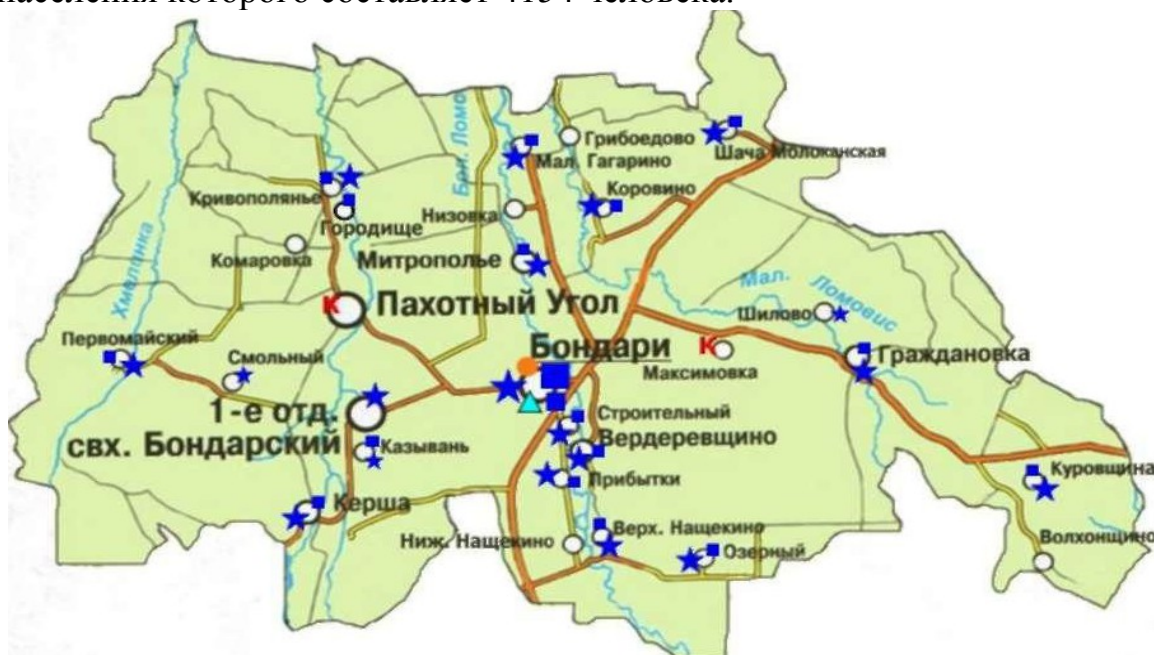 населения которого составляет 4134 человека.
Бол. Ломо
Грибоедово
Шача Молоканская
Мал. Гагарино
Кривополянье
Коровино
Низовка
Городище
Комаровка
Митрополье
Хмелинка
Мал. Ломовис
К
Пахотный Угол
Шилово
Первомайский
Смольный
Бондари
К
Максимовка
Граждановка
1-е отд.
свх. Бондарский
Строительный
Вердеревщино
Казывань
Прибытки
Куровщина
Керша
Верх. Нащекино
Ниж. Нащекино
Озерный
Волхонщино